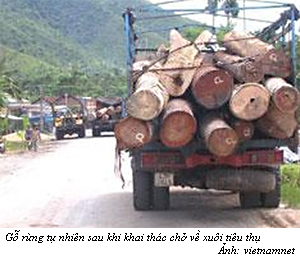 Gỗ rừng tự nhiên sau khi khai thác chở về xuôi tiêu thụ
Ảnh: vietnamnet